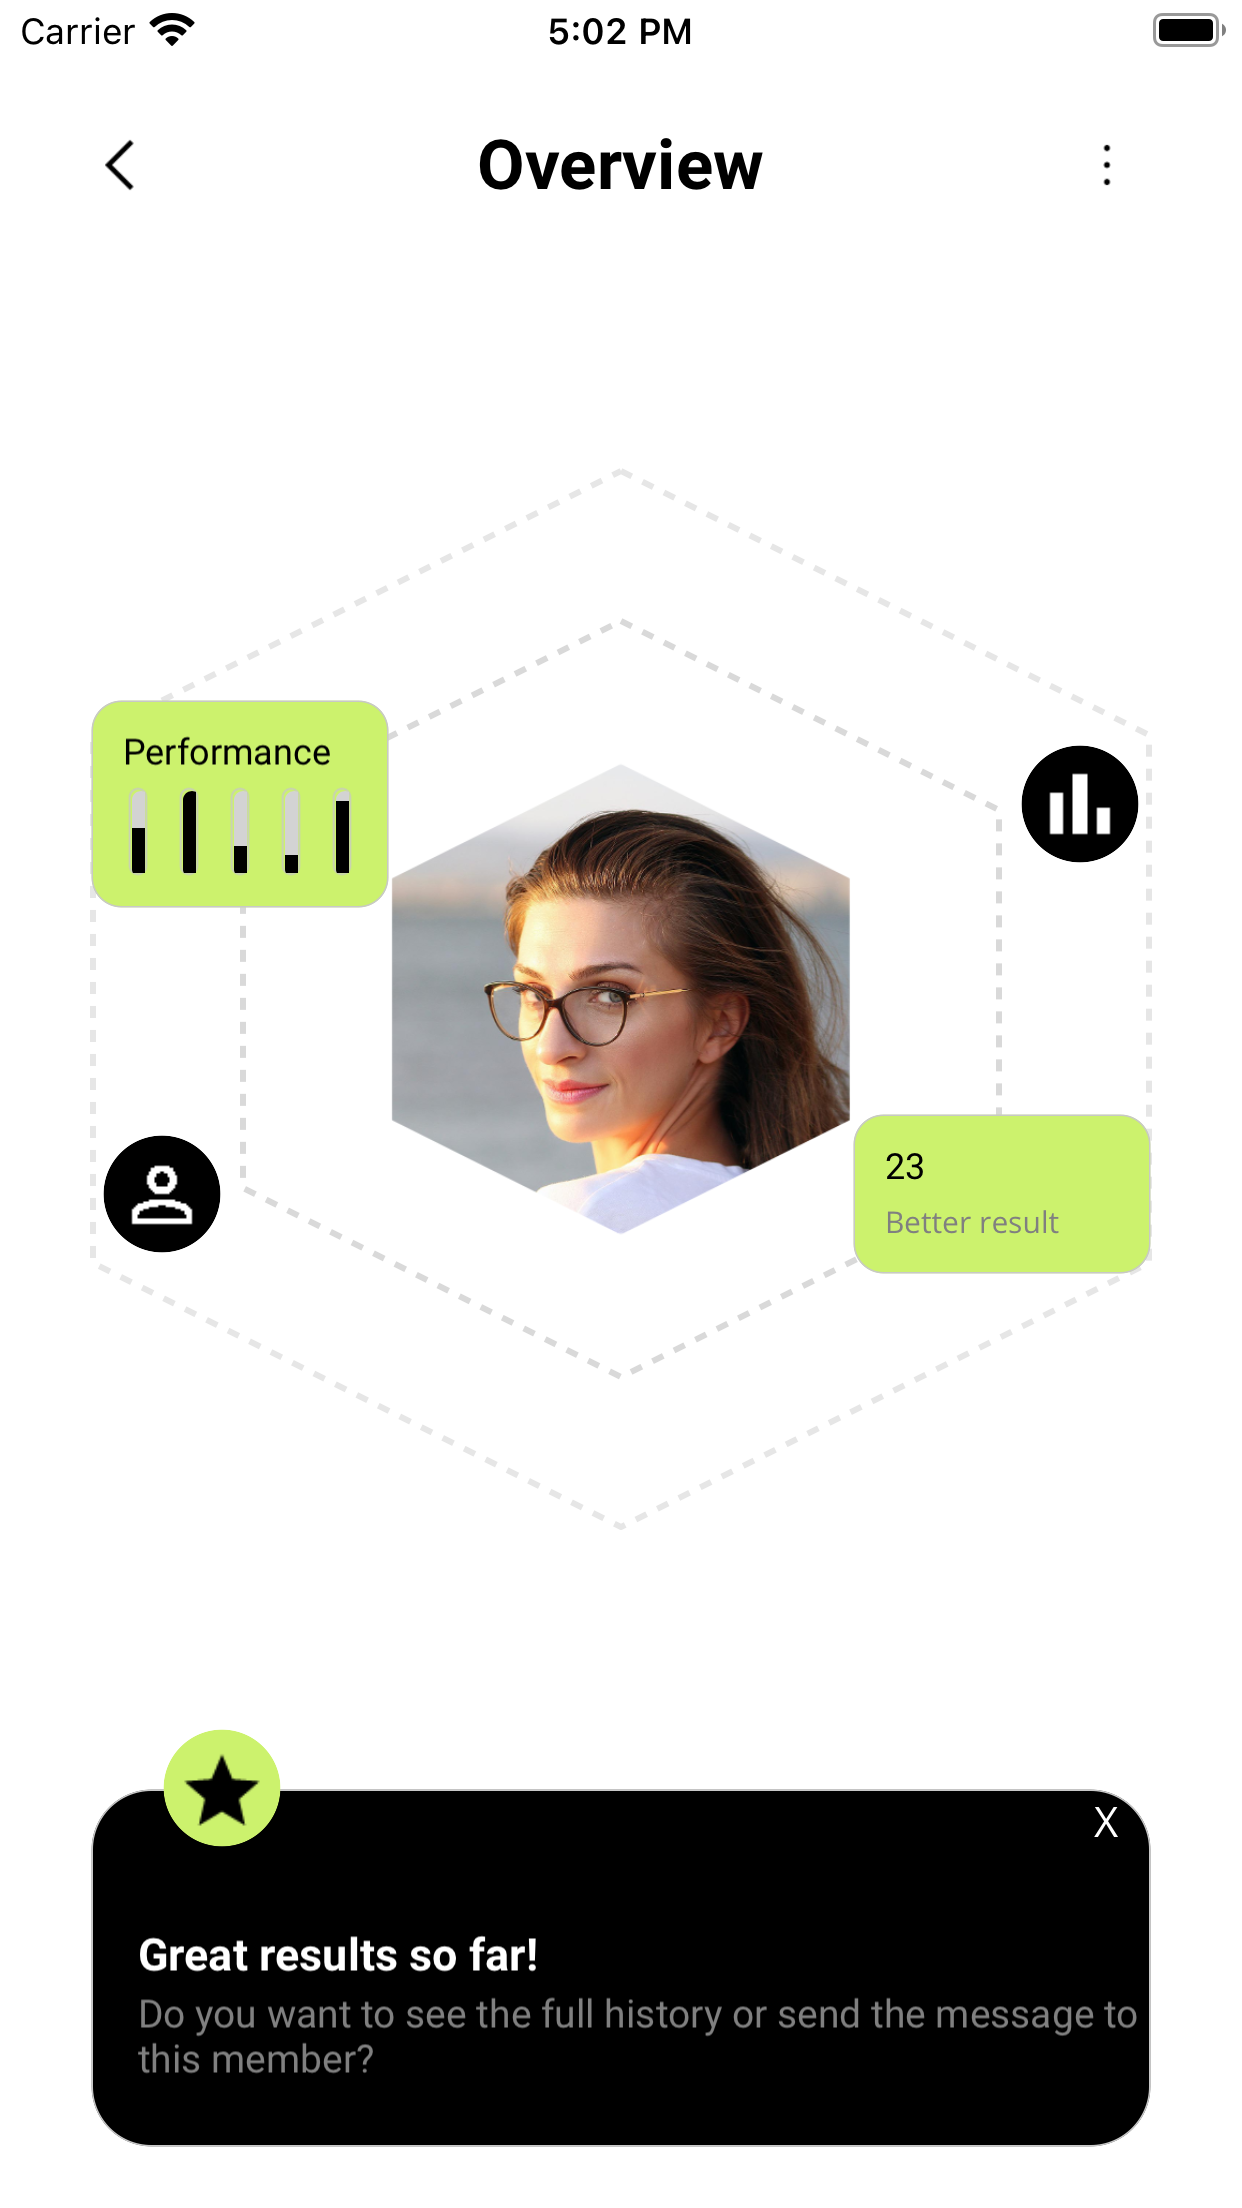 Carrier 5:02 PM
Overview
Performance
23
Better result
X
Great results so far!
Do you want to see the full history or send the message to
this member?